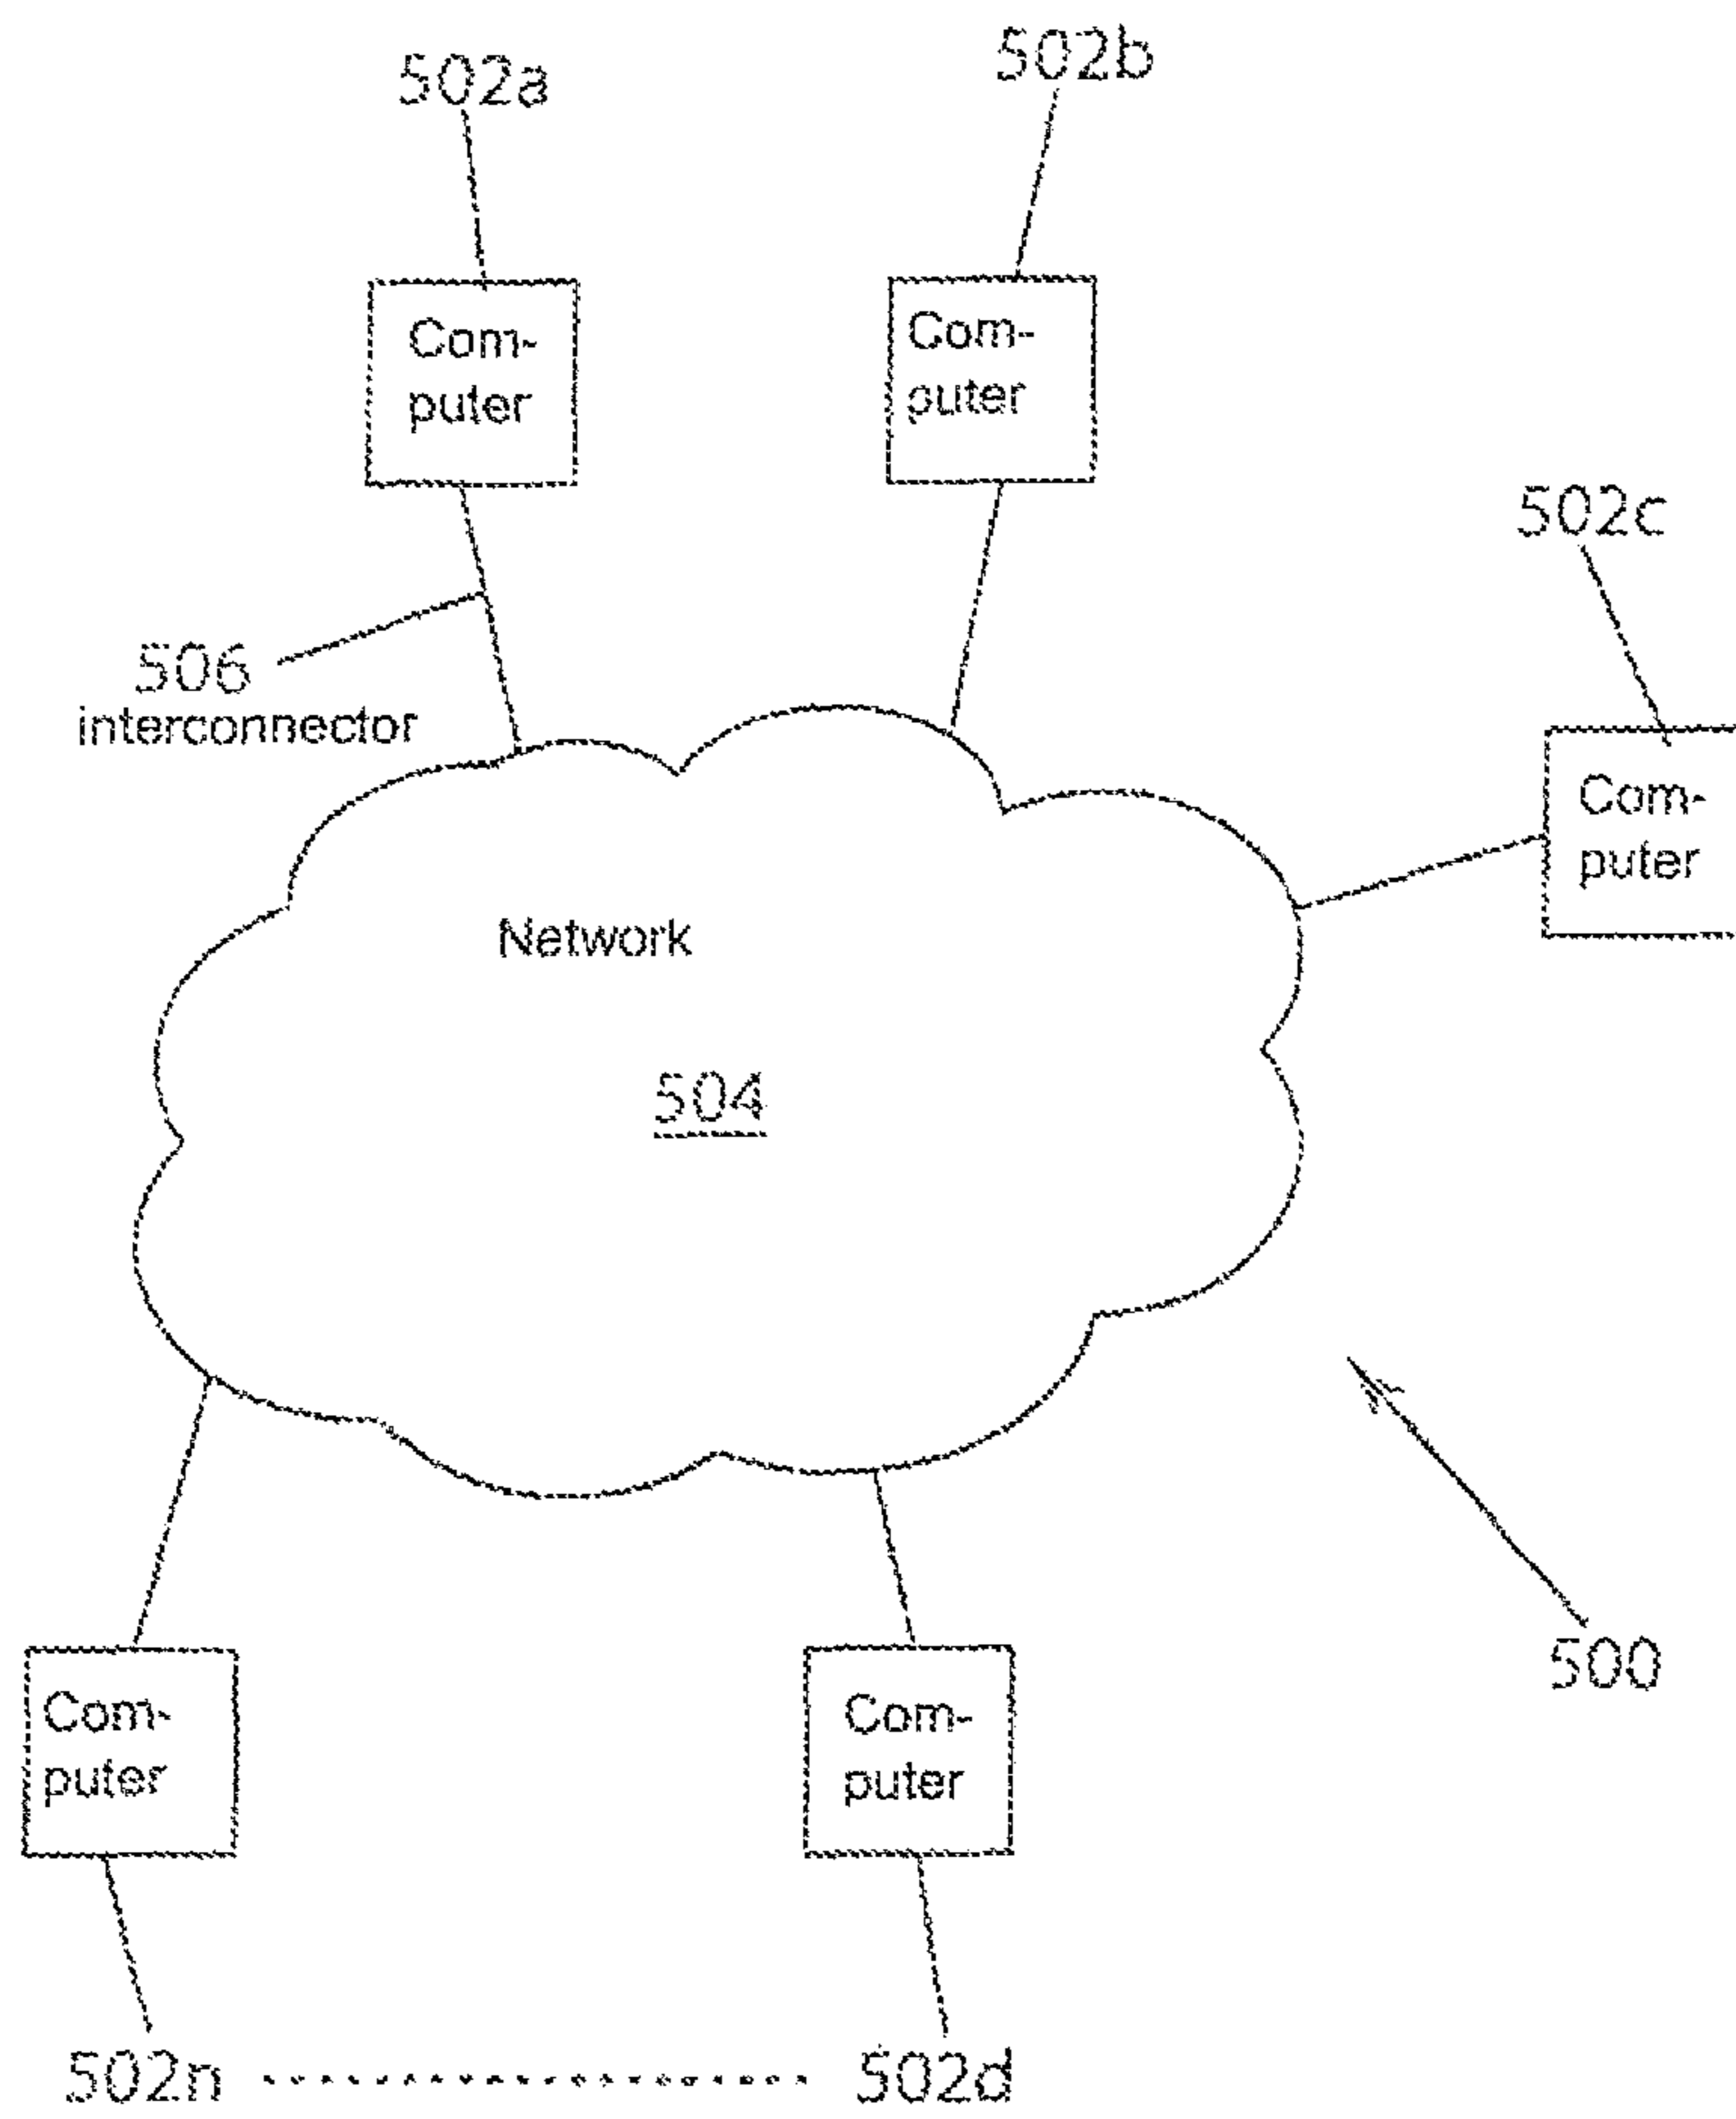 502a
502b
Com-
puter
Com-
puter
502c
506
interconnector
Com-
puter
Network
504
500
Com-
puter
Com-
puter
502n ........................ 502d